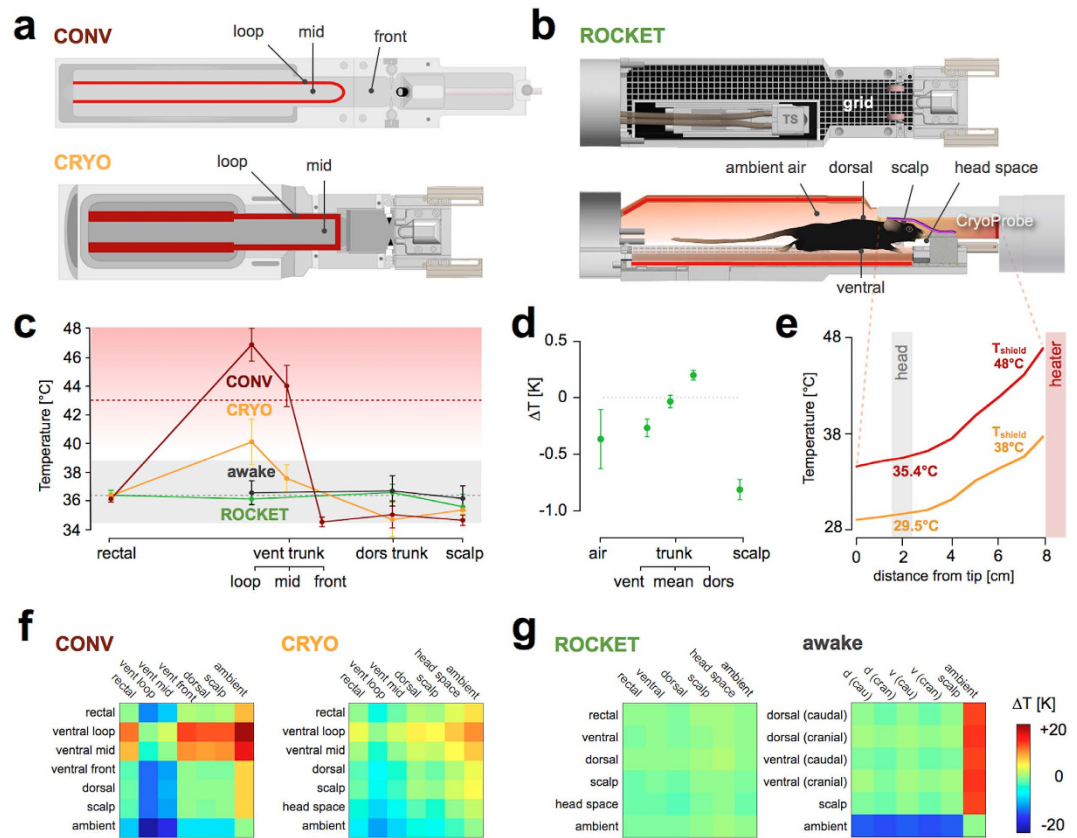 a
CONV
loop
mid
front
CRYO
loop
mid
b
ROCKET
grid
TS
ambient air
dorsal
scalp
head space
CryoProbe
ventral
c
Temperature [°C]
48
46
44
42
40
38
36
34
CONV
CRYO
awake
ROCKET
rectal
vent trunk
dors trunk
scalp
loop
mid
front
d
ΔT [K]
0.5
0
-0.5
-1.0
air
trunk
scalp
vent
mean
dors
e
Temperature [°C]
48
38
28
head
heater
Tshield
48°C
Tshield
38°C
35.4°C
29.5°C
0
2
4
6
8
distance from tip [cm]
f
CONV
rectal
vent loop
vent mid
vent front
dorsal
scalp
ambient
rectal
ventral loop
ventral mid
ventral front
dorsal
scalp
ambient
CRYO
rectal
vent loop
vent mid
dorsal
scalp
head space
ambient
rectal
ventral loop
ventral mid
dorsal
scalp
head space
ambient
g
ROCKET
rectal
ventral
dorsal
scalp
head space
ambient
rectal
ventral
dorsal
scalp
head space
ambient
awake
d (cau)
d (cran)
v (cau)
v (cran)
scalp
ambient
dorsal (caudal)
dorsal (cranial)
ventral (caudal)
ventral (cranial)
scalp
ambient
ΔT [K]
+20
0
-20